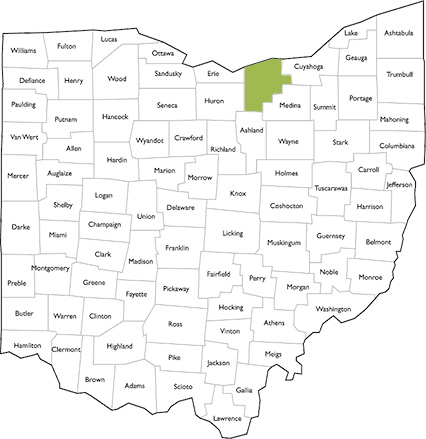 Williams
Fulton
Lucas
Ottawa
Lake
Ashtabula
Geauga
Cuyahoga
Defiance
Henry
Wood
Sandusky
Erie
Trumbull
Paulding
Putnam
Hancock
Seneca
Huron
Medina
Summit
Portage
Mahoning
Van Wert
Allen
Wyandot
Crawford
Richland
Ashland
Wayne
Stark
Columbiana
Mercer
Auglaize
Hardin
Marion
Morrow
Holmes
Tuscarawas
Carroll
Jefferson
Shelby
Logan
Union
Delaware
Knox
Coshocton
Harrison
Darke
Miami
Champaign
Licking
Muskingum
Guernsey
Belmont
Clark
Madison
Franklin
Montgomery
Preble
Greene
Fayette
Pickaway
Fairfield
Perry
Morgan
Noble
Monroe
Butler
Warren
Clinton
Ross
Hocking
Vinton
Athens
Washington
Hamilton
Clermont
Highland
Pike
Jackson
Meigs
Brown
Adams
Scioto
Gallia
Lawrence